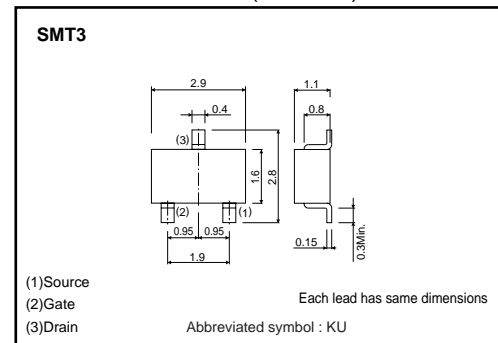 SMT3
2.9
1.1
0.4
0.8
(3)
1.6
2.8
(2)
(1)
0.95
0.95
0.15
0.3Min.
1.9
(1)Source
(2)Gate
(3)Drain
Each lead has same dimensions
Abbreviated symbol : KU